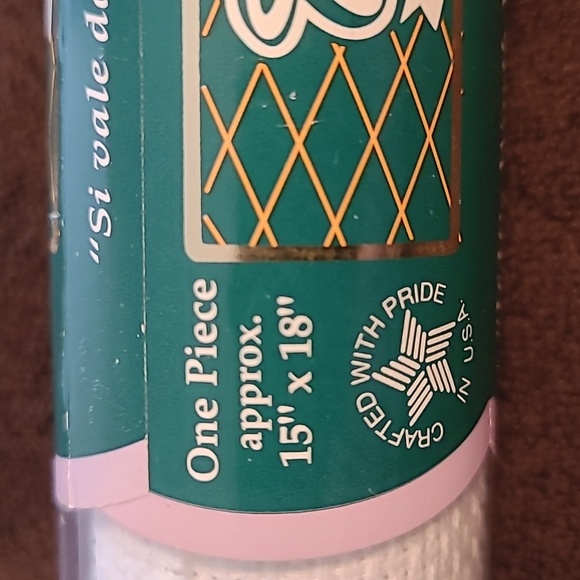 "Si vale
One Piece
approx.
15" x 18"
CRAFTED WITH PRIDE
IN U.S.A.